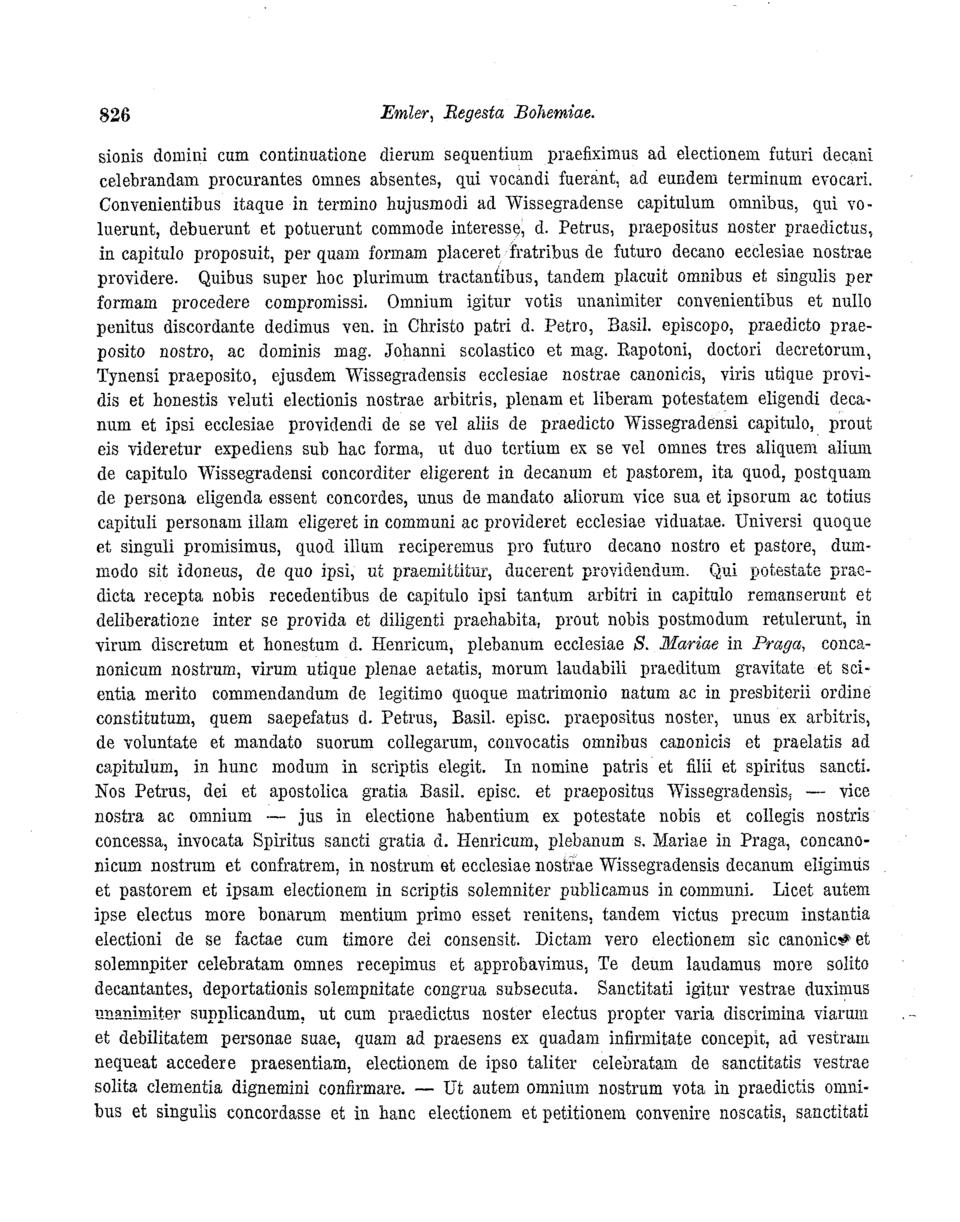 826
Emler, Regesta Bohemiae.
sionis domini cum continuatione dierum sequentium praefiximus ad electionem futuri decani
celebrandam procurantes omnes absentes, qui vocandi fuerant, ad eundem terminum evocari.
Convenientibus itaque in termino hujusmodi ad Wissegradense capitulum omnibus, qui vo-
luerunt, debuerunt et potuerunt commode interesse, d. Petrus, praepositus noster praedictus,
in capitulo proposuit, per quam formam placeret fratribus de futuro decano ecclesiae nostrae
providere. Quibus super hoc plurimum tractantibus, tandem placuit omnibus et singulis per
formam procedere compromissi. Omnium igitur votis unanimiter convenientibus et nullo
penitus discordante dedimus ven. in Christo patri d. Petro, Basil. episcopo, praedicto prae-
posito nostro, ac dominis mag. Johanni scolastico et mag. Rapotoni, doctori decretorum,
Tynensi praeposito, ejusdem Wissegradensis ecclesiae nostrae canonicis, viris utique provi-
dis et honestis veluti electionis nostrae arbitris, plenam et liberam potestatem eligendi deca-
num et ipsi ecclesiae providendi de se vel aliis de praedicto Wissegradensi capitulo, prout
eis videretur expediens sub hac forma, ut duo tertium ex se vel omnes tres aliquem alium
de capitulo Wissegradensi concorditer eligerent in decanum et pastorem, ita quod, postquam
de persona eligenda essent concordes, unus de mandato aliorum vice sua et ipsorum ac totius
capituli personam illam eligeret in communi ac provideret ecclesiae viduatae. Universi quoque
et singuli promisimus, quod illum reciperemus pro futuro decano nostro et pastore, dum-
modo sit idoneus, de quo ipsi, ut praemittitur, ducerent providendum. Qui potestate prae-
dicta recepta nobis recedentibus de capitulo ipsi tantum arbitri in capitulo remanserunt et
deliberatione inter se provida et diligenti praehabita, prout nobis postmodum retulerunt, in
virum discretum et honestum d. Henricum, plebanum ecclesiae S. Mariae in Praga, conca-
nonicum nostrum, virum utique plenae aetatis, morum laudabili praeditum gravitate et sci-
entia merito commendandum de legitimo quoque matrimonio natum ac in presbiterii ordine
constitutum, quem saepefatus d. Petrus, Basil. episc. praepositus noster, unus ex arbitris,
de voluntate et mandato suorum collegarum, convocatis omnibus canonicis et praelatis ad
capitulum, in hunc modum in scriptis elegit. In nomine patris et filii et spiritus sancti.
Nos Petrus, dei et apostolica gratia Basil. episc. et praepositus Wissegradensis, — vice
nostra ac omnium — jus in electione habentium ex potestate nobis et collegis nostris
concessa, invocata Spiritus sancti gratia d. Henricum, plebanum s. Mariae in Praga, concano-
nicum nostrum et confratrem, in nostrum et ecclesiae nostrae Wissegradensis decanum eligimus
et pastorem et ipsam electionem in scriptis solemniter publicamus in communi. Licet autem
ipse electus more bonarum mentium primo esset renitens, tandem victus precum instantia
electioni de se factae cum timore dei consensit. Dictam vero electionem sic canonice et
solemnpiter celebratam omnes recepimus et approbavimus, Te deum laudamus more solito
decantantes, deportationis solempnitate congrua subsecuta. Sanctitati igitur vestrae duximus
unanimiter supplicandum, ut cum praedictus noster electus propter varia discrimina viarum
et debilitatem personae suae, quam ad praesens ex quadam infirmitate concepit, ad vestram
nequeat accedere praesentiam, electionem de ipso taliter celebratam de sanctitatis vestrae
solita clementia dignemini confirmare. — Ut autem omnium nostrum vota in praedictis omni-
bus et singulis concordasse et in hanc electionem et petitionem convenire noscatis, sanctitati